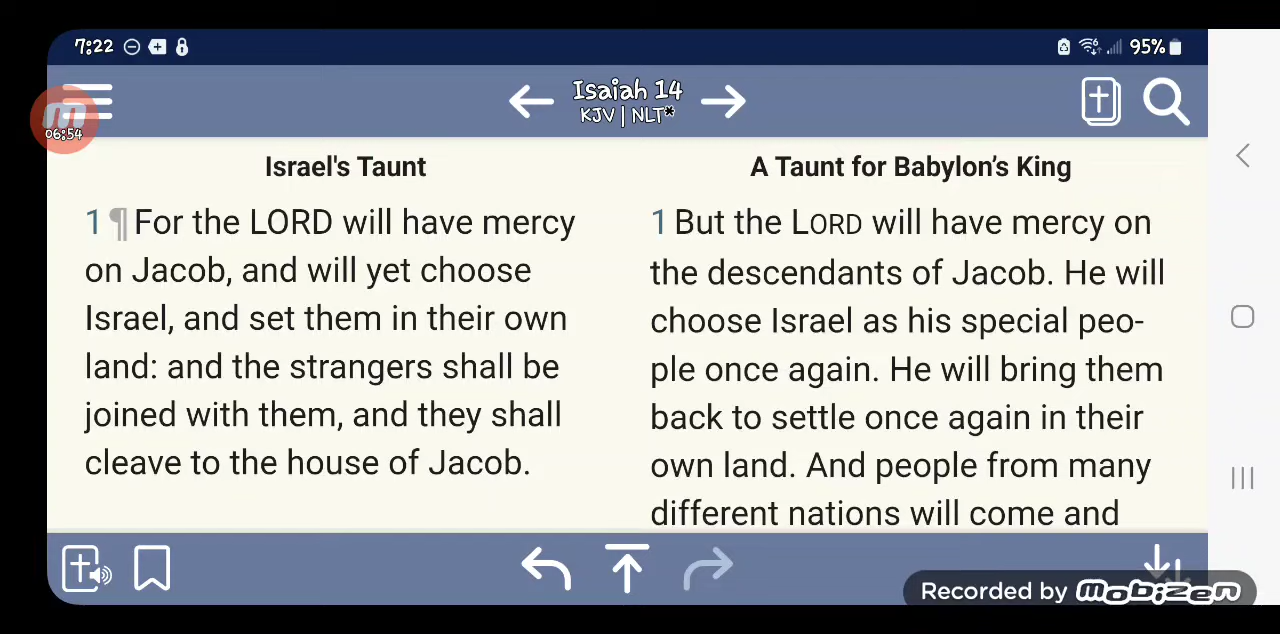 7:22
95%
06:54
Isaiah 14
KJV | NLT*
Israel's Taunt
1 ¶ For the LORD will have mercy
on Jacob, and will yet choose
Israel, and set them in their own
land: and the strangers shall be
joined with them, and they shall
cleave to the house of Jacob.
A Taunt for Babylon’s King
1 But the LORD will have mercy on
the descendants of Jacob. He will
choose Israel as his special peo-
ple once again. He will bring them
back to settle once again in their
own land. And people from many
different nations will come and
Recorded by mobizen